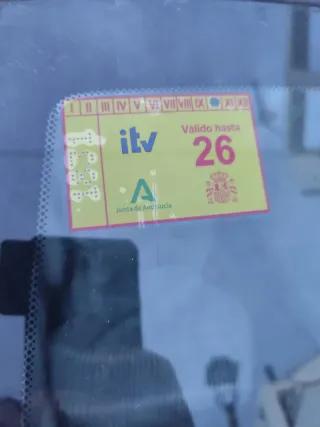 I II III IV V VI VII VIII IX XI XII
itv
Válido hasta
26
Junta de Andalucía